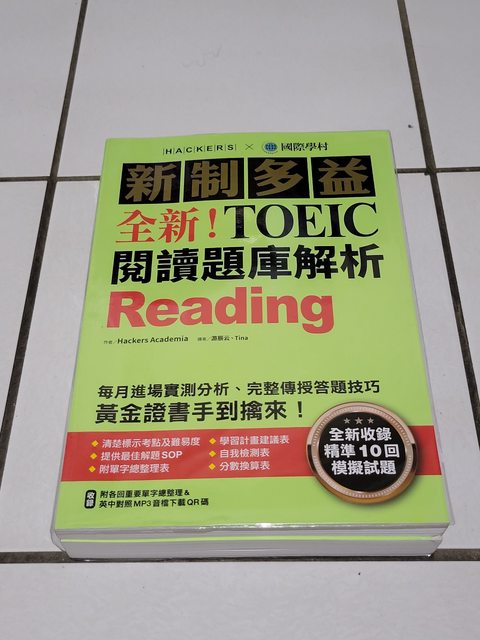 HACKERS × 國際學村
新制多益
全新！TOEIC
閱讀題庫解析
Reading
作者／Hackers Academia 譯者／游辰云、Tina
每月進場實測分析、完整傳授答題技巧
黃金證書手到擒來！
• 清楚標示考點及難易度 • 學習計畫建議表
• 提供最佳解題SOP • 自我檢測表
• 附單字總整理表 • 分數換算表
全新收錄
精準10回
模擬試題
收錄 附各回重要單字總整理&
英中對照MP3音檔下載QR碼